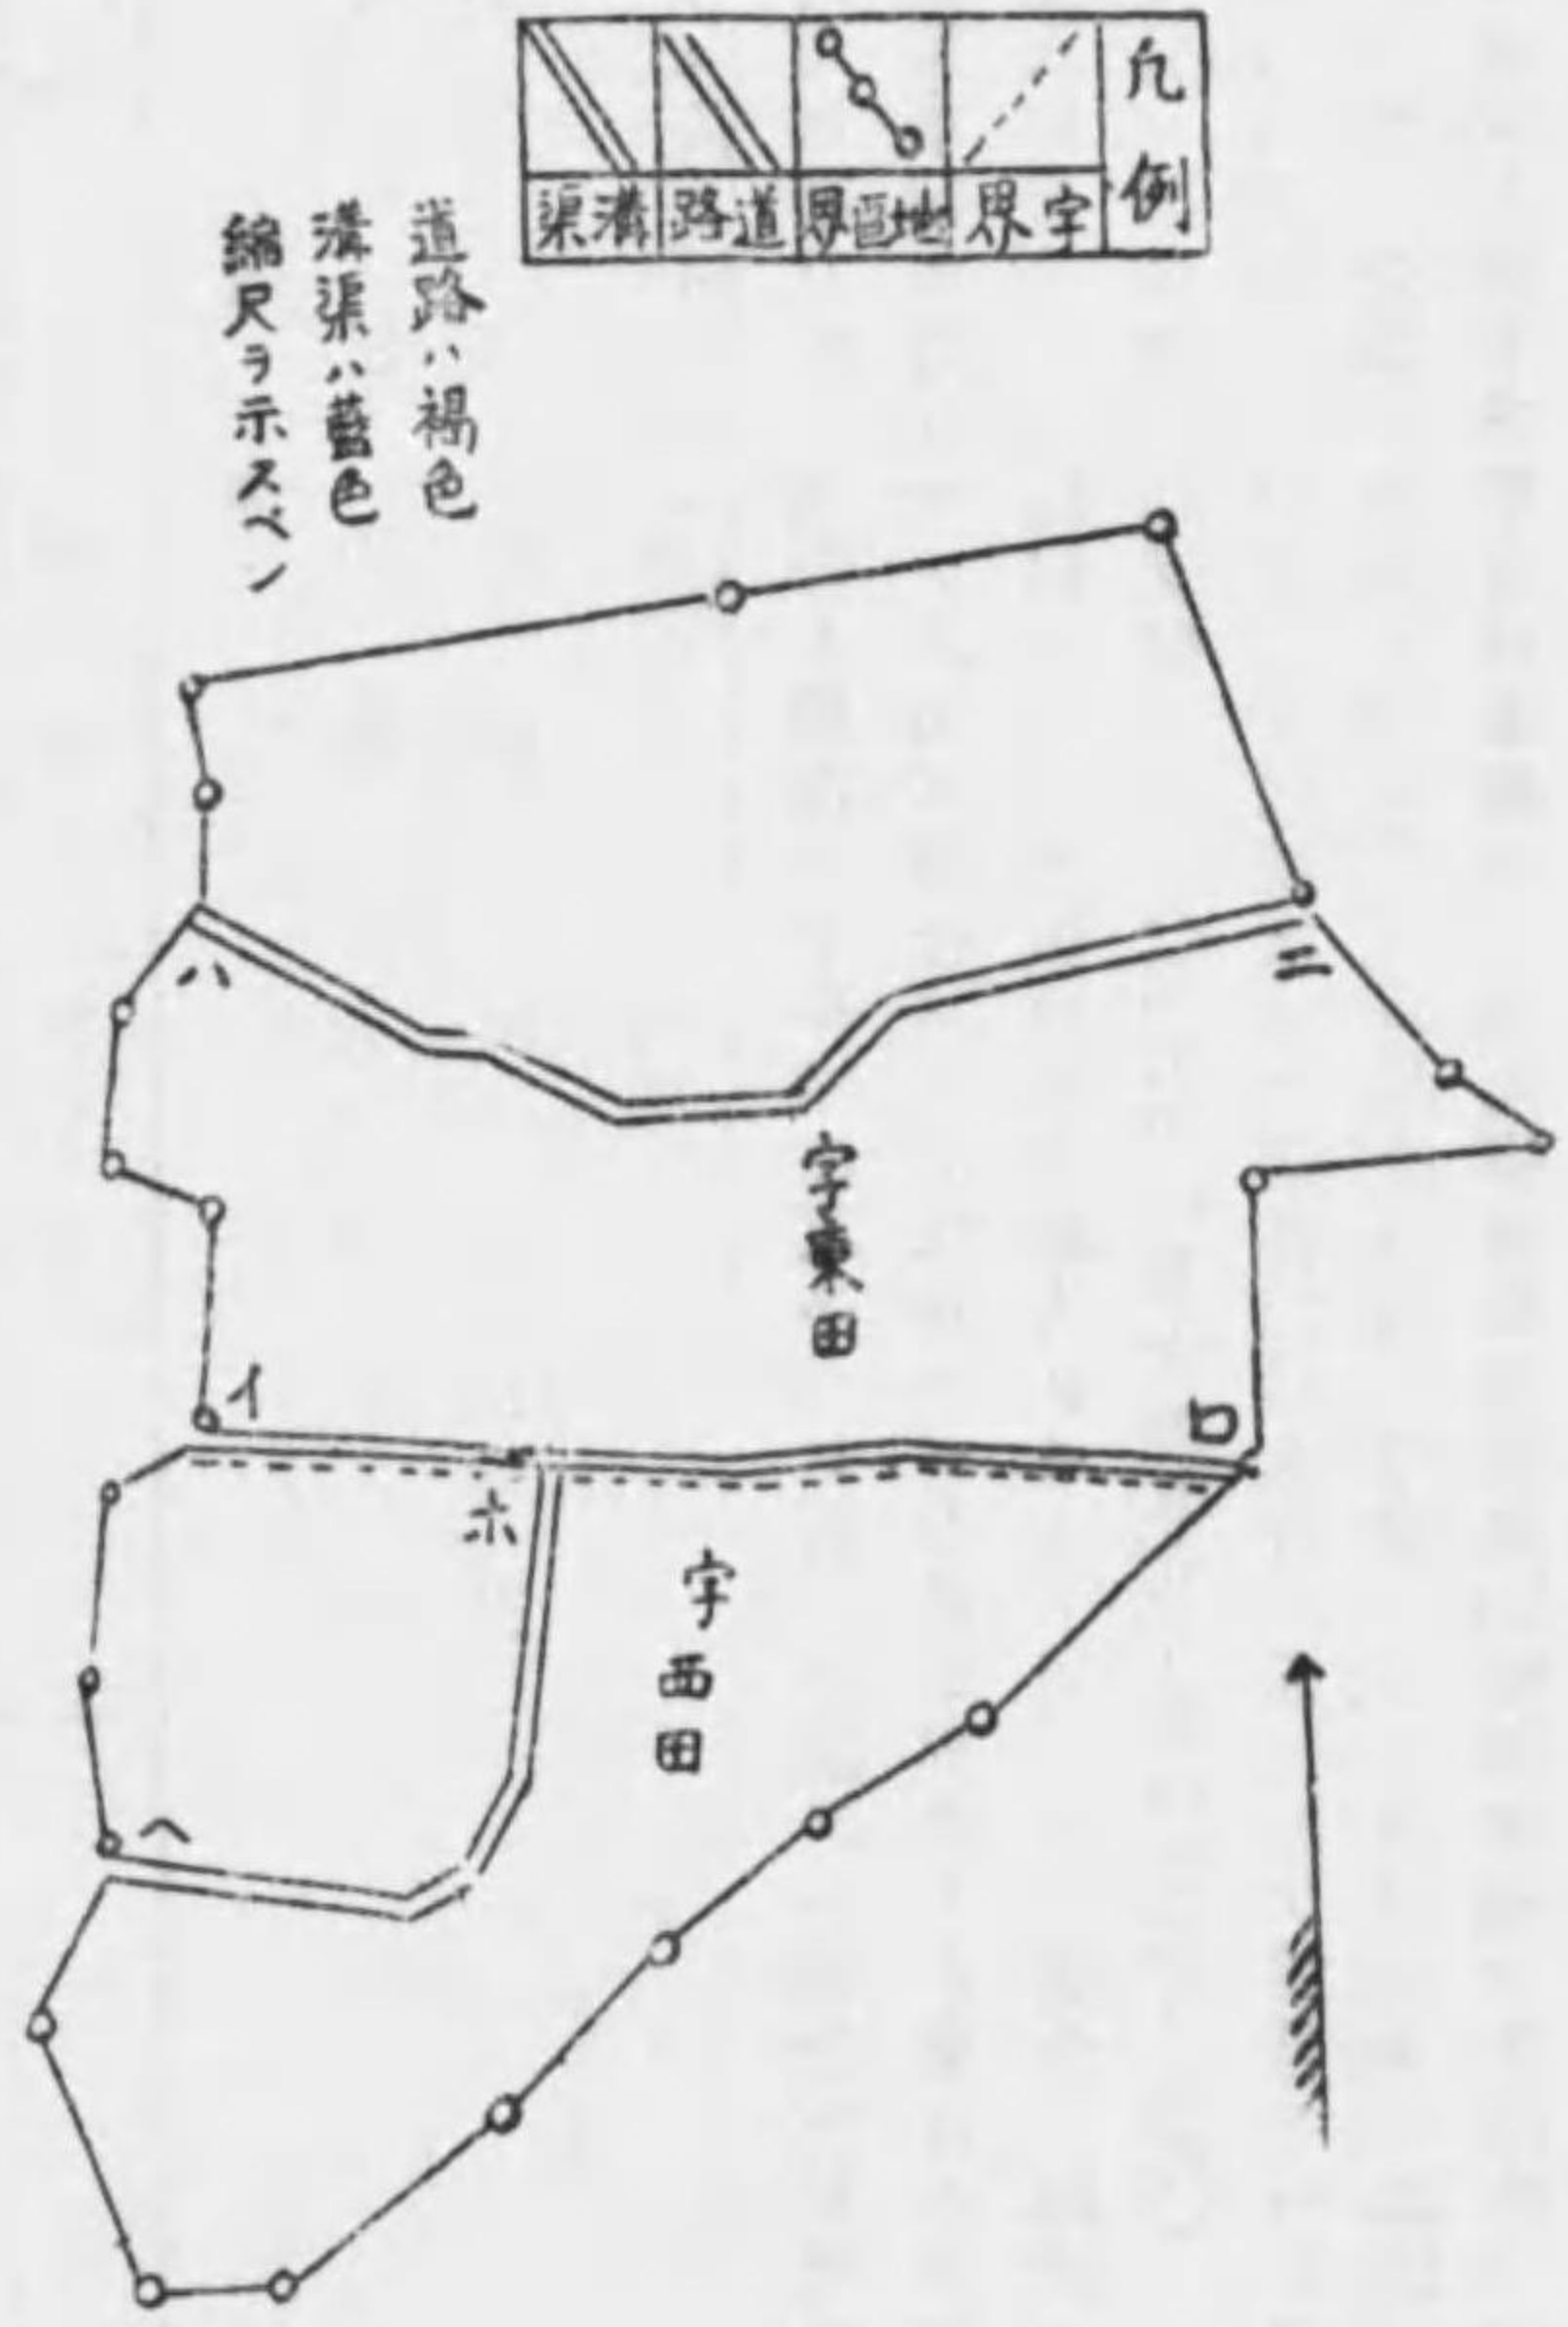 凡例
字界
地區界
道路
溝渠
道路ハ褐色
溝渠ハ藍色
縮尺ヲ示スベシ
ハ
ニ
字東田
イ
ロ
ホ
字西田
ヘ